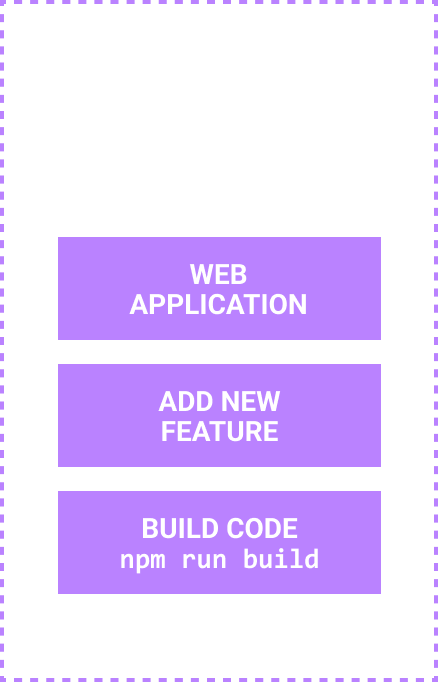 WEB
APPLICATION
ADD NEW
FEATURE
BUILD CODE
npm run build